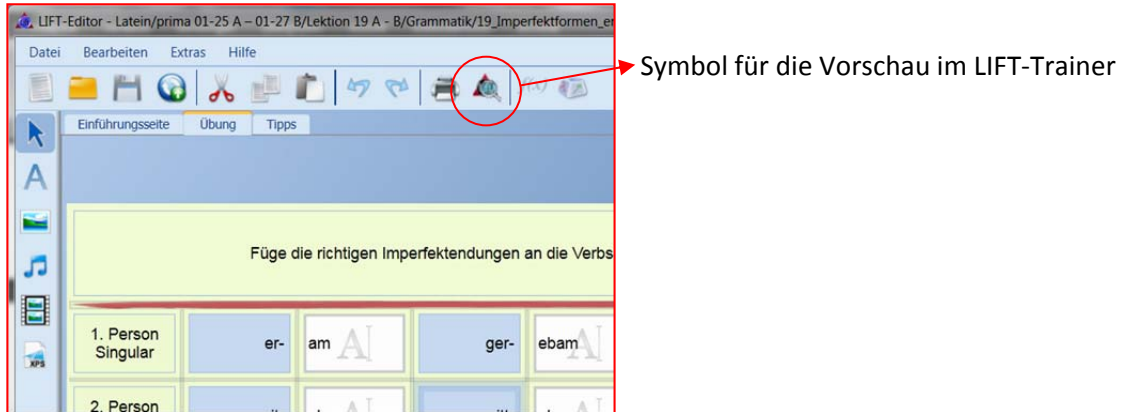 LIFT-Editor - Latein/prima 01-25 A – 01-27 B/Lektion 19 A - B/Grammatik/19_Imperfektformen_er
Datei Bearbeiten Extras Hilfe
Symbol für die Vorschau im LIFT-Trainer
Einführungsseite Übung Tipps
A
Füge die richtigen Imperfektendungen an die Verbs
XPS
1. Person
Singular
er- am ger- ebam
2. Person